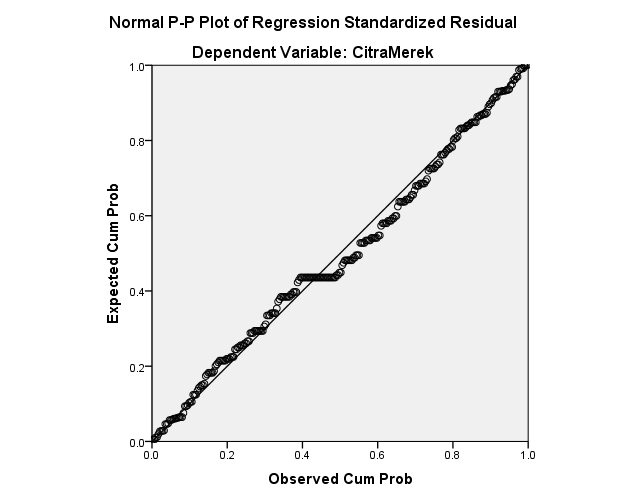 Normal P-P Plot of Regression Standardized Residual
Dependent Variable: CitraMerek
1.0
0.8
0.6
0.4
0.2
0.0
Expected Cum Prob
0.0 0.2 0.4 0.6 0.8 1.0
Observed Cum Prob